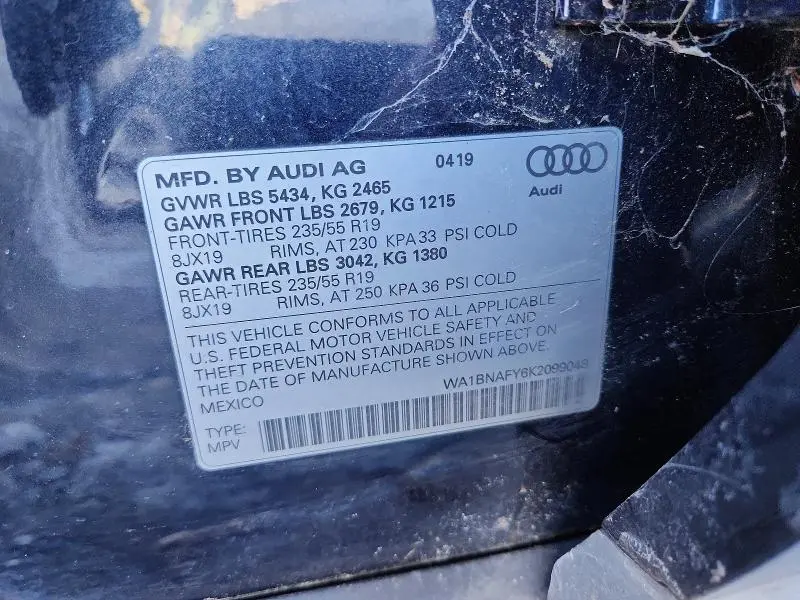 MFD. BY AUDI AG 0419
Audi
GVWR LBS 5434, KG 2465
GAWR FRONT LBS 2679, KG 1215
FRONT-TIRES 235/55 R19
8JX19 RIMS, AT 230 KPA 33 PSI COLD
GAWR REAR LBS 3042, KG 1380
REAR-TIRES 235/55 R19
8JX19 RIMS, AT 250 KPA 36 PSI COLD
THIS VEHICLE CONFORMS TO ALL APPLICABLE
U.S. FEDERAL MOTOR VEHICLE SAFETY AND
THEFT PREVENTION STANDARDS IN EFFECT ON
THE DATE OF MANUFACTURE SHOWN ABOVE.
MEXICO WA1BNAFY6K2099048
TYPE:
MPV